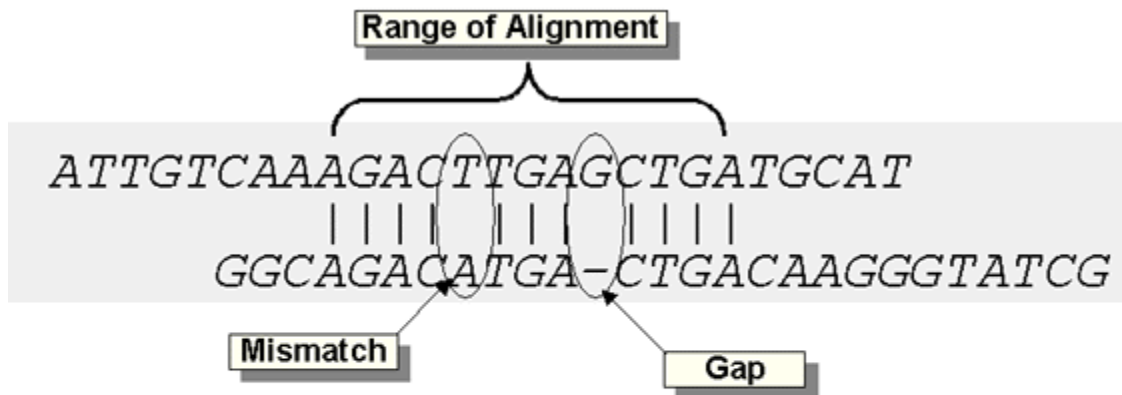 Range of Alignment
ATTGTCAAAGACTTGAGCTGATGCAT
GGCAGACATGA–CTGACAAGGGTATCG
Mismatch
Gap